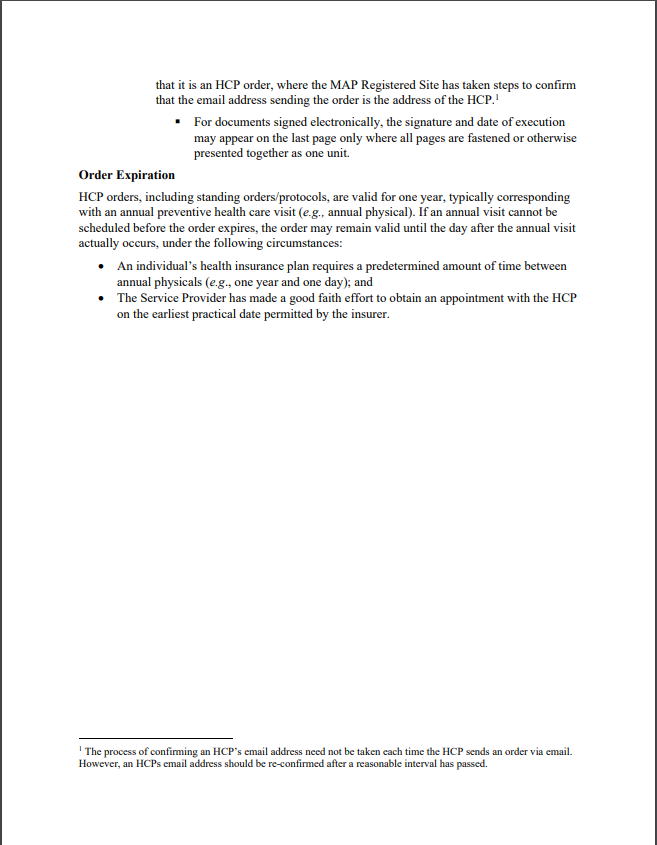 that it is an HCP order, where the MAP Registered Site has taken steps to confirm
that the email address sending the order is the address of the HCP.¹
▪ For documents signed electronically, the signature and date of execution
may appear on the last page only where all pages are fastened or otherwise
presented together as one unit.
Order Expiration
HCP orders, including standing orders/protocols, are valid for one year, typically corresponding
with an annual preventive health care visit (e.g., annual physical). If an annual visit cannot be
scheduled before the order expires, the order may remain valid until the day after the annual visit
actually occurs, under the following circumstances:
• An individual’s health insurance plan requires a predetermined amount of time between
annual physicals (e.g., one year and one day); and
• The Service Provider has made a good faith effort to obtain an appointment with the HCP
on the earliest practical date permitted by the insurer.
¹ The process of confirming an HCP’s email address need not be taken each time the HCP sends an order via email.
However, an HCPs email address should be re-confirmed after a reasonable interval has passed.